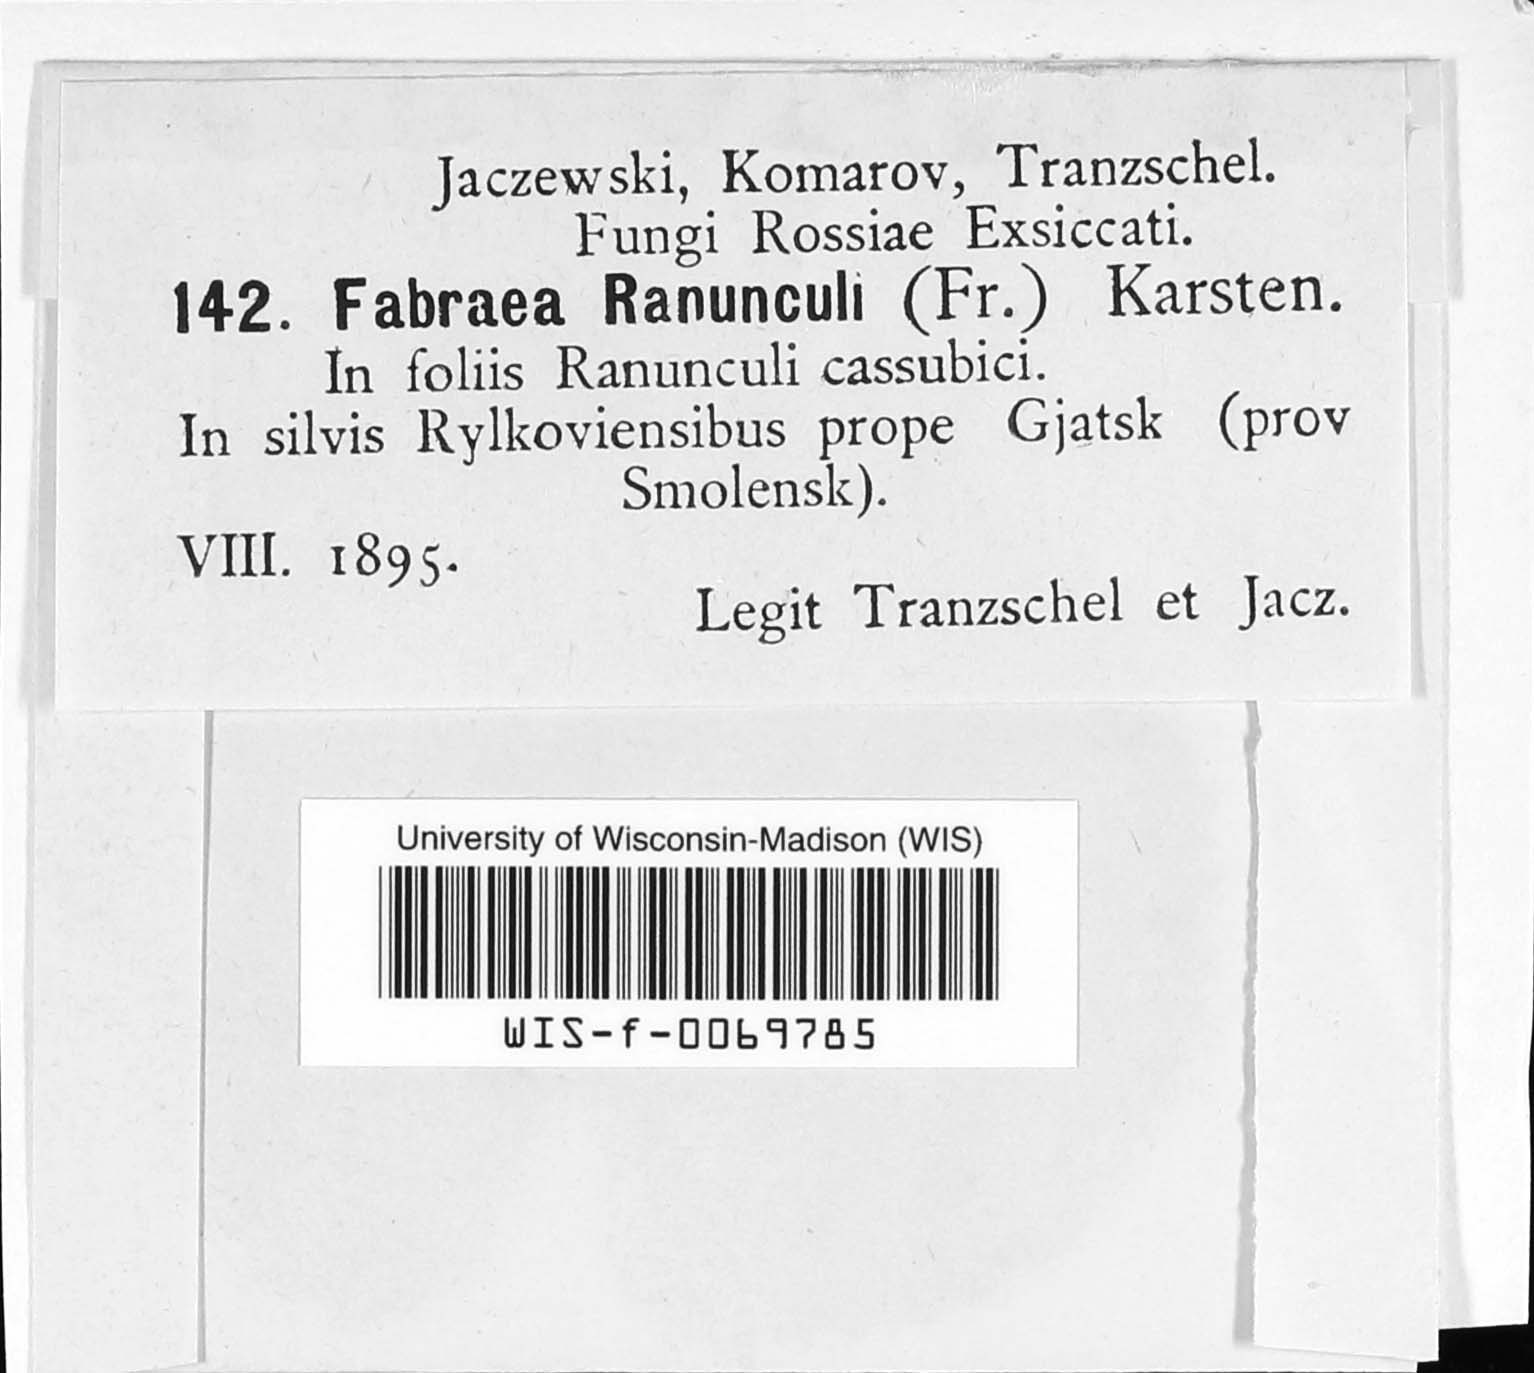 Jaczewski, Komarov, Tranzschel.
Fungi Rossiae Exsiccati.
142. Fabraea Ranunculi (Fr.) Karsten.
In foliis Ranunculi cassubici.
In silvis Rylkoviensibus prope Gjatsk (prov
Smolensk).
VIII. 1895.
Legit Tranzschel et Jacz.
University of Wisconsin-Madison (WIS)
WIS-f-0069785